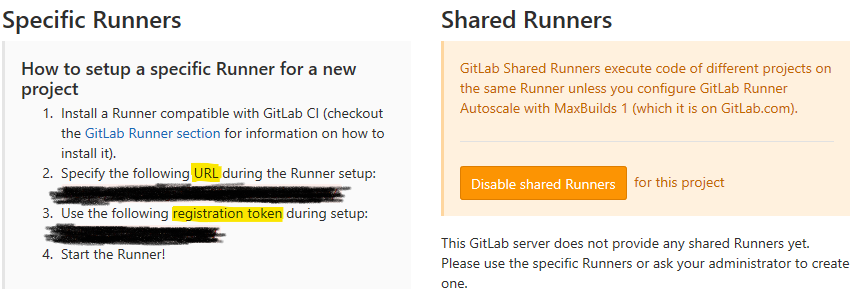 Specific Runners
How to setup a specific Runner for a new
project
1. Install a Runner compatible with GitLab CI (checkout
the GitLab Runner section for information on how to
install it).
2. Specify the following URL during the Runner setup:
3. Use the following registration token during setup:
4. Start the Runner!
Shared Runners
GitLab Shared Runners execute code of different projects on
the same Runner unless you configure GitLab Runner
Autoscale with MaxBuilds 1 (which it is on GitLab.com).
Disable shared Runners for this project
This GitLab server does not provide any shared Runners yet.
Please use the specific Runners or ask your administrator to create
one.